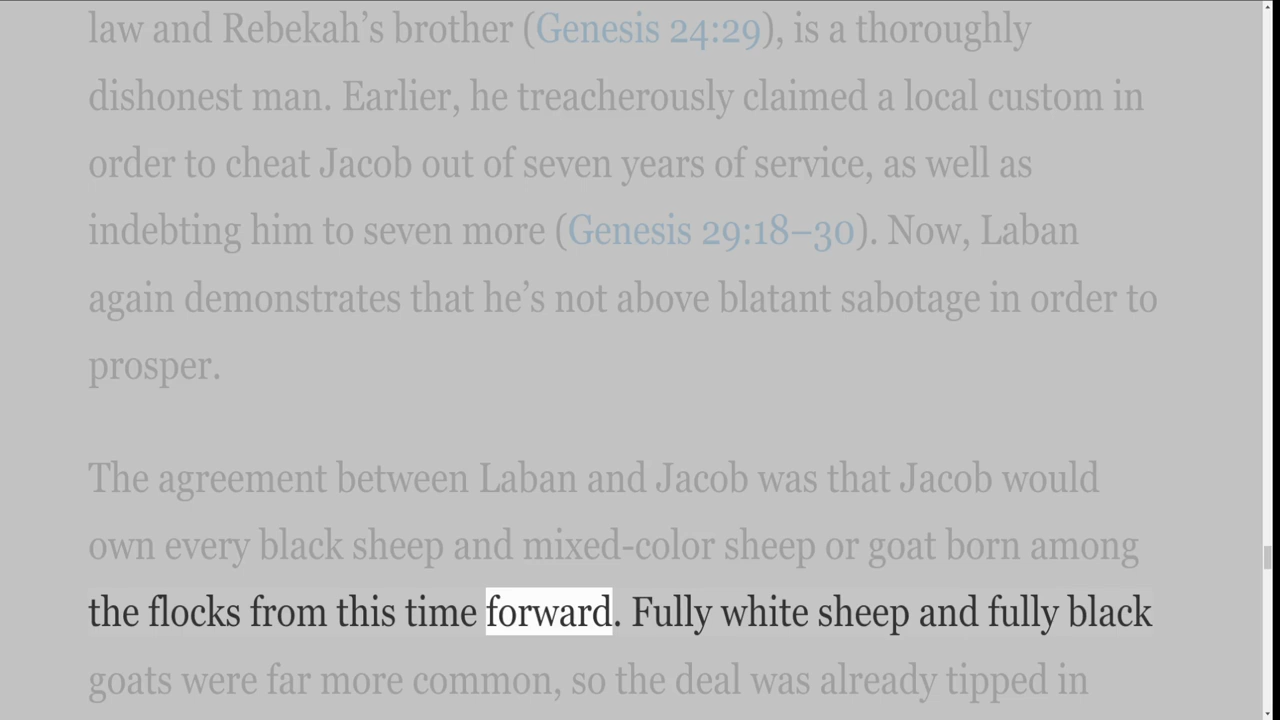 law and Rebekah’s brother (Genesis 24:29), is a thoroughly
dishonest man. Earlier, he treacherously claimed a local custom in
order to cheat Jacob out of seven years of service, as well as
indebting him to seven more (Genesis 29:18–30). Now, Laban
again demonstrates that he’s not above blatant sabotage in order to
prosper.
The agreement between Laban and Jacob was that Jacob would
own every black sheep and mixed-color sheep or goat born among
the flocks from this time forward. Fully white sheep and fully black
goats were far more common, so the deal was already tipped in